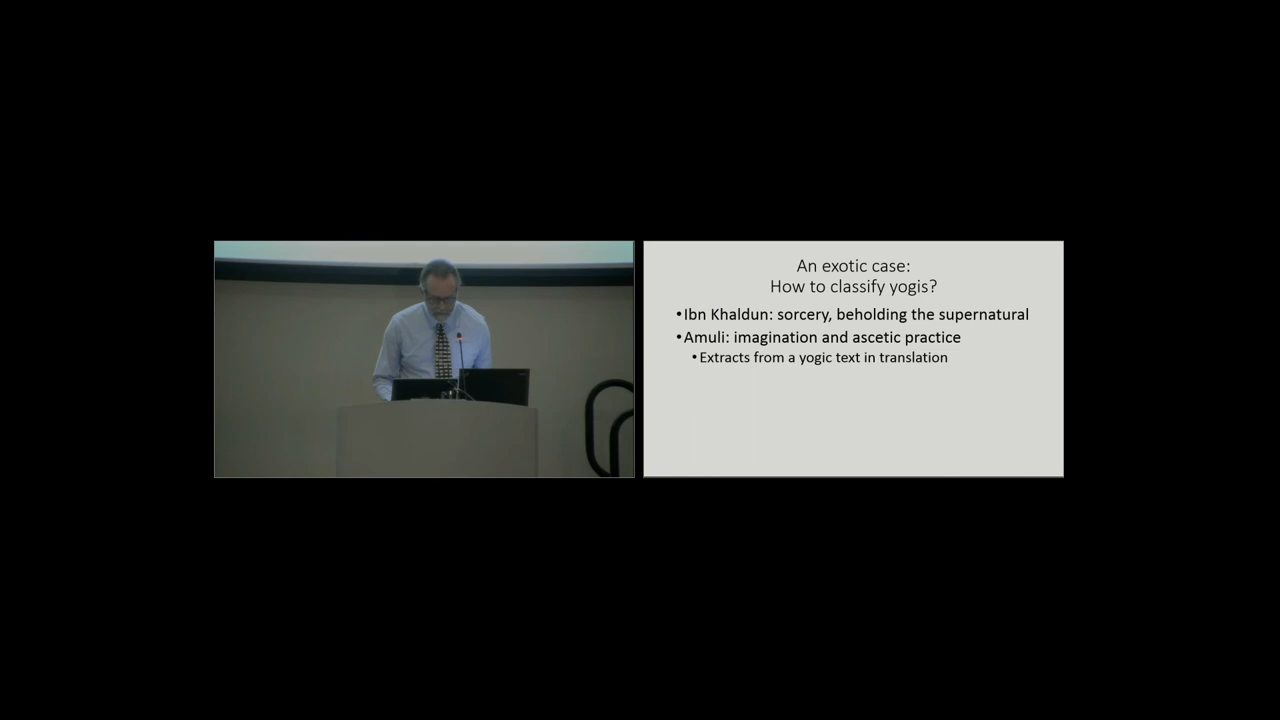 An exotic case:
How to classify yogis?
•Ibn Khaldun: sorcery, beholding the supernatural
•Amuli: imagination and ascetic practice
•Extracts from a yogic text in translation